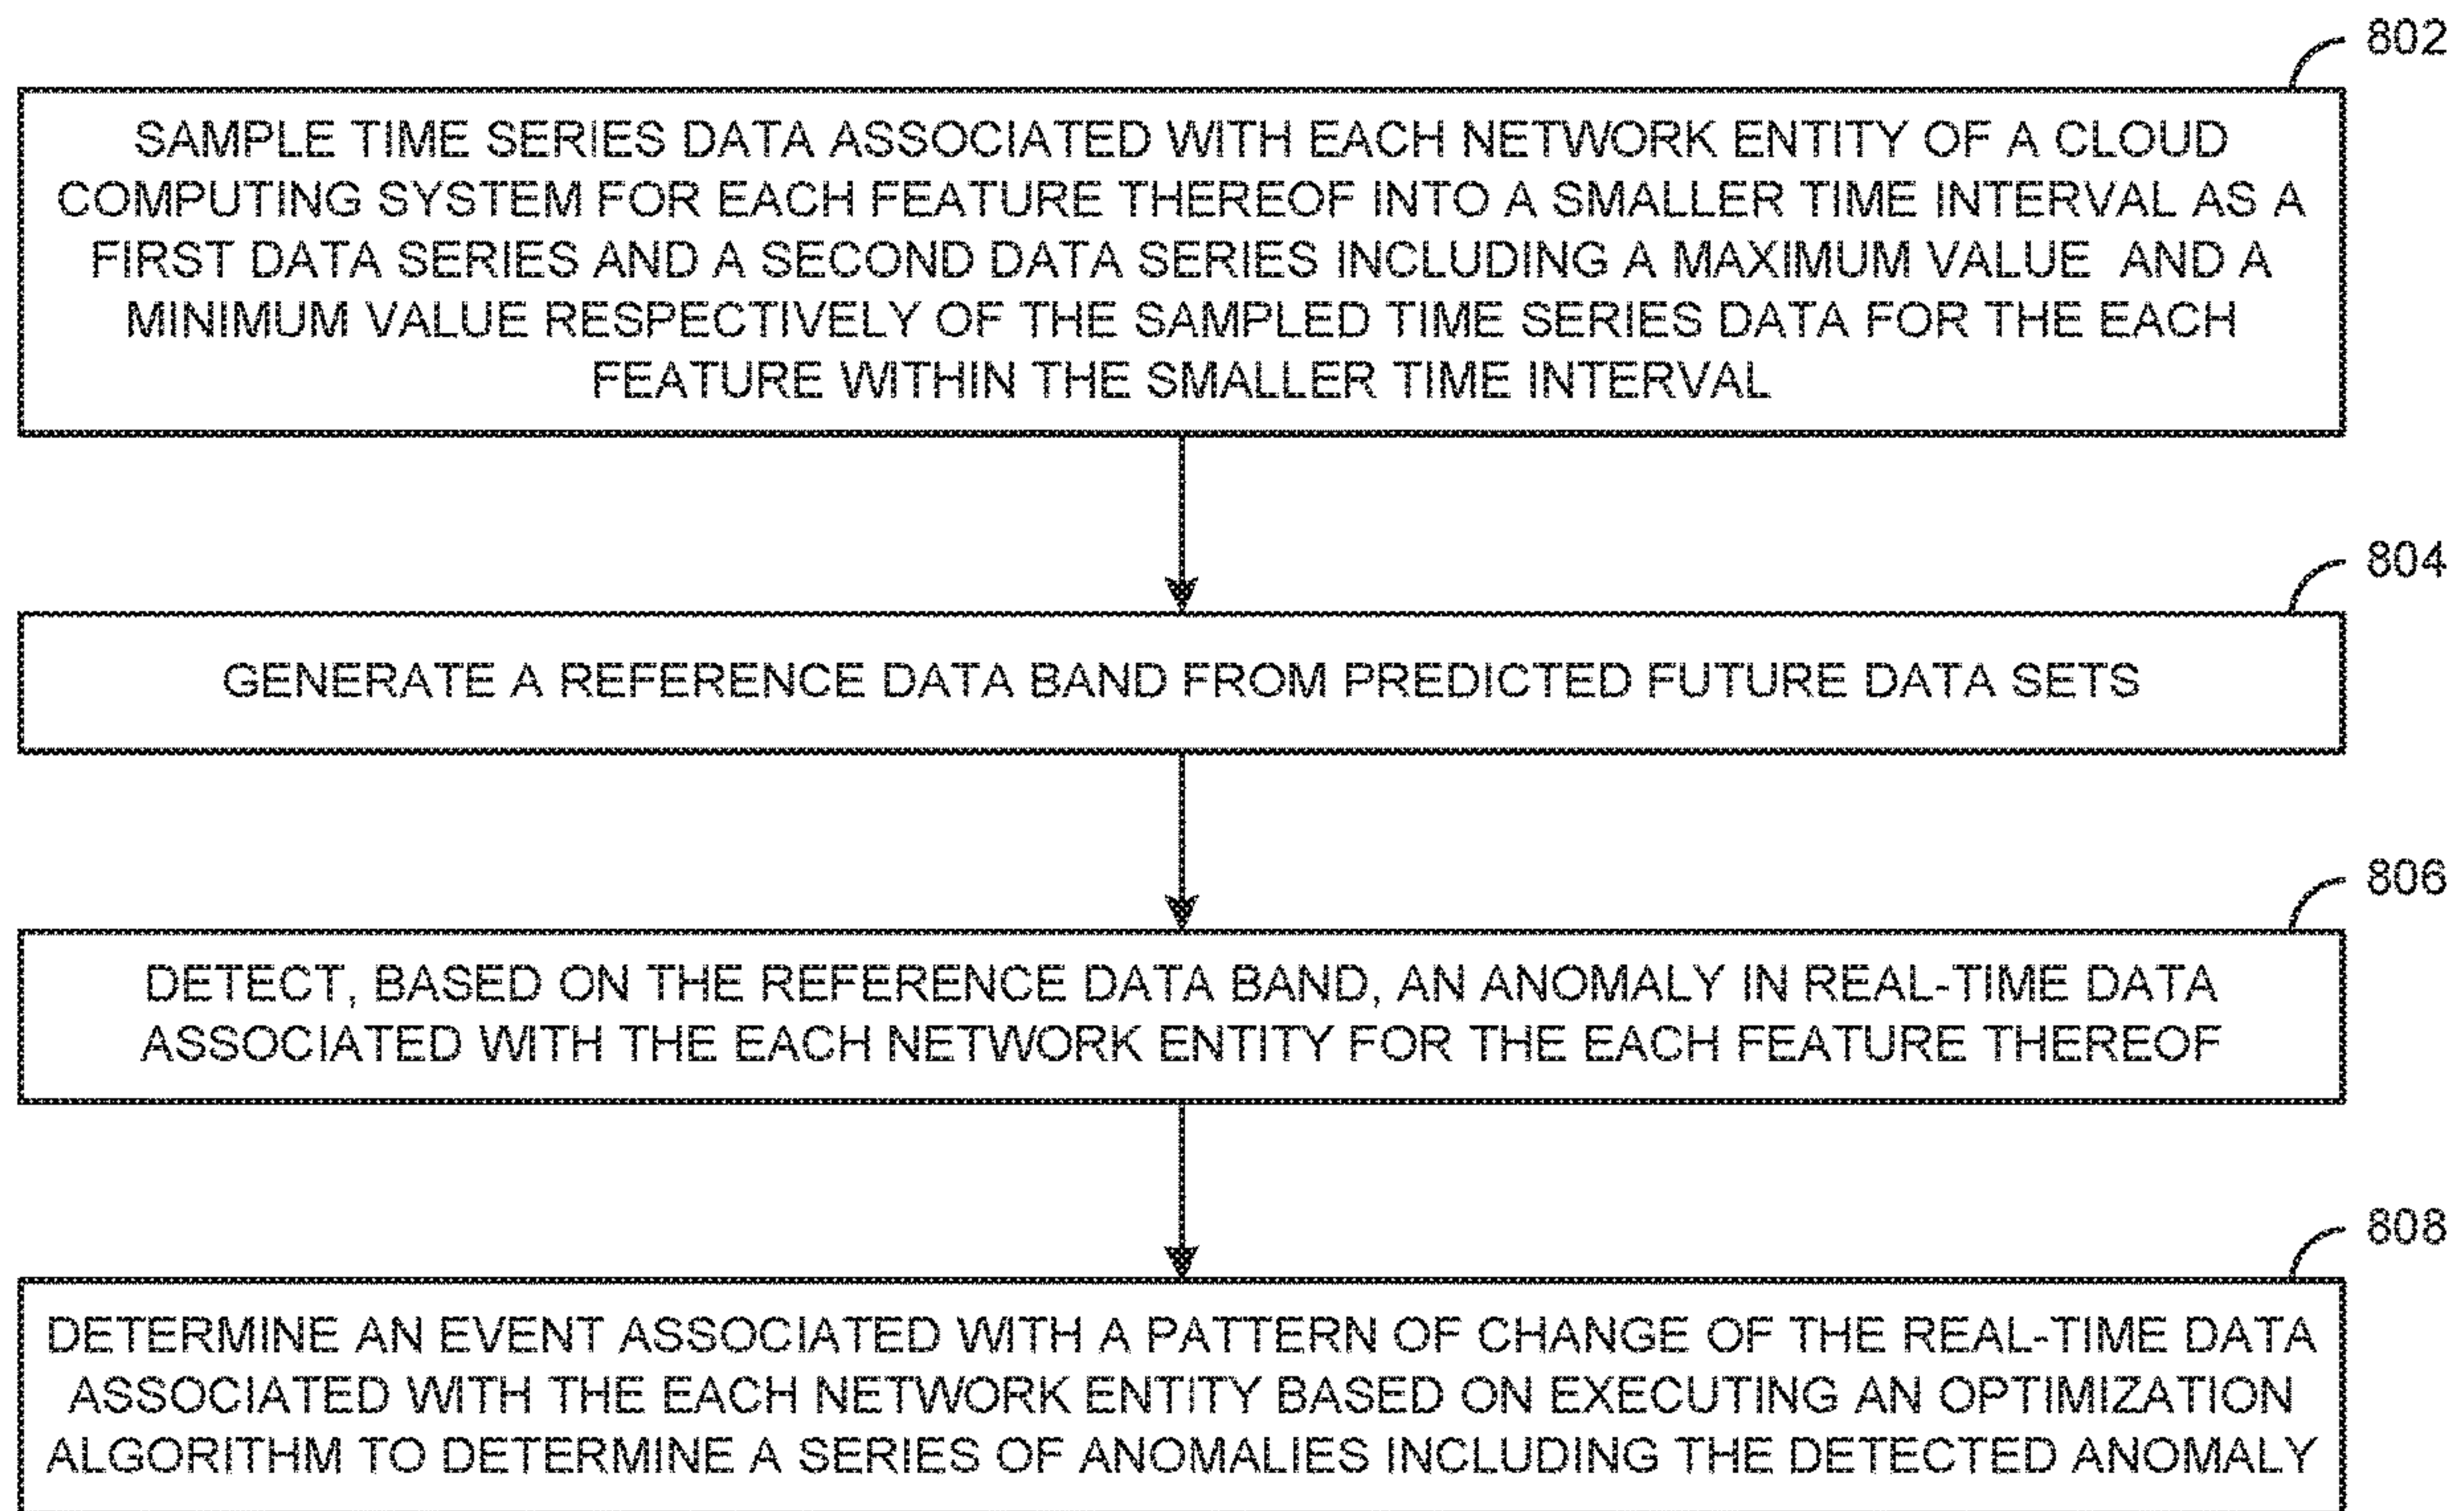 802
SAMPLE TIME SERIES DATA ASSOCIATED WITH EACH NETWORK ENTITY OF A CLOUD
COMPUTING SYSTEM FOR EACH FEATURE THEREOF INTO A SMALLER TIME INTERVAL AS A
FIRST DATA SERIES AND A SECOND DATA SERIES INCLUDING A MAXIMUM VALUE AND A
MINIMUM VALUE RESPECTIVELY OF THE SAMPLED TIME SERIES DATA FOR THE EACH
FEATURE WITHIN THE SMALLER TIME INTERVAL
804
GENERATE A REFERENCE DATA BAND FROM PREDICTED FUTURE DATA SETS
806
DETECT, BASED ON THE REFERENCE DATA BAND, AN ANOMALY IN REAL-TIME DATA
ASSOCIATED WITH THE EACH NETWORK ENTITY FOR THE EACH FEATURE THEREOF
808
DETERMINE AN EVENT ASSOCIATED WITH A PATTERN OF CHANGE OF THE REAL-TIME DATA
ASSOCIATED WITH THE EACH NETWORK ENTITY BASED ON EXECUTING AN OPTIMIZATION
ALGORITHM TO DETERMINE A SERIES OF ANOMALIES INCLUDING THE DETECTED ANOMALY